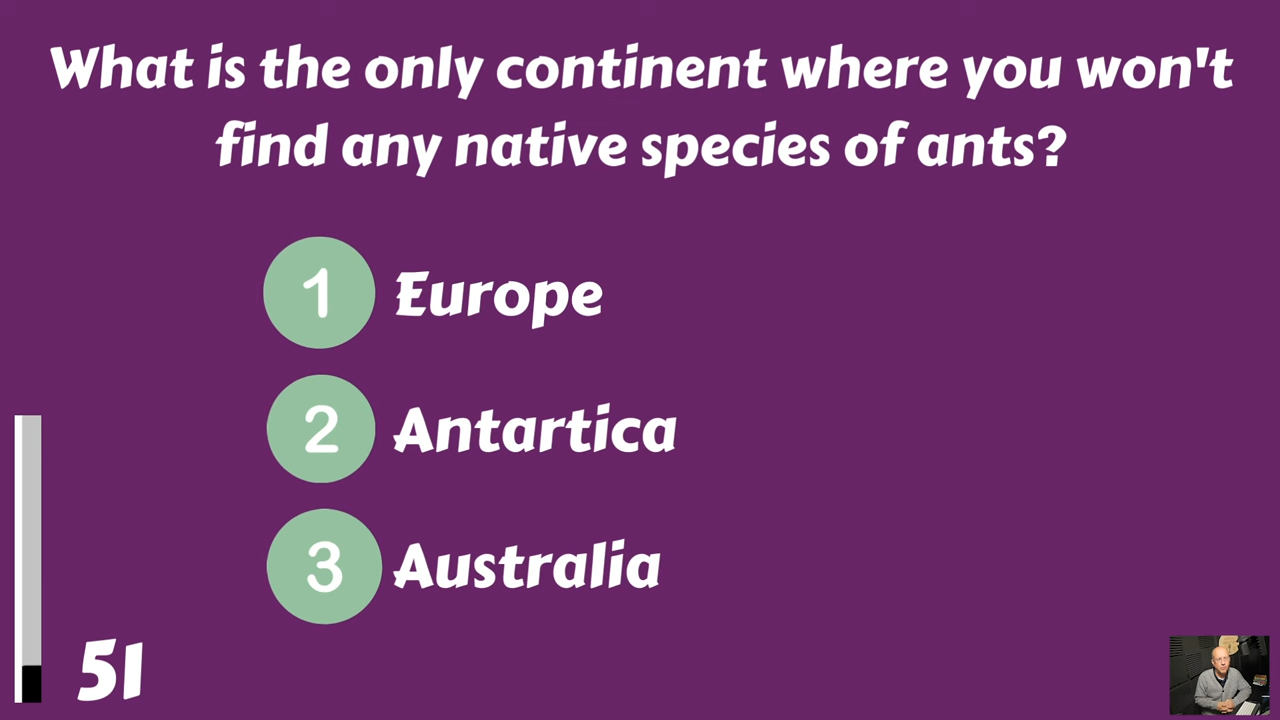 What is the only continent where you won't
find any native species of ants?
1 Europe
2 Antartica
3 Australia
51